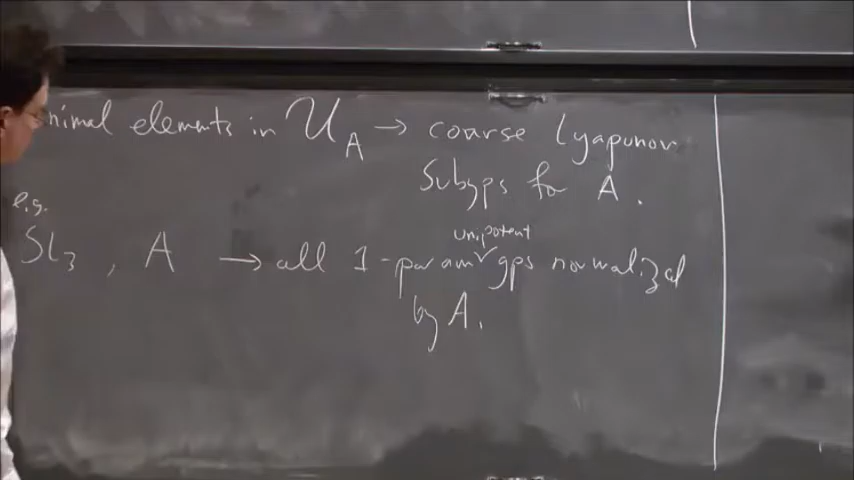 nimal elements in U_A → coarse Lyapunov
Subgps for A.
e.g.
SL_3 , A → all 1-param unipotent gps normalized
by A.